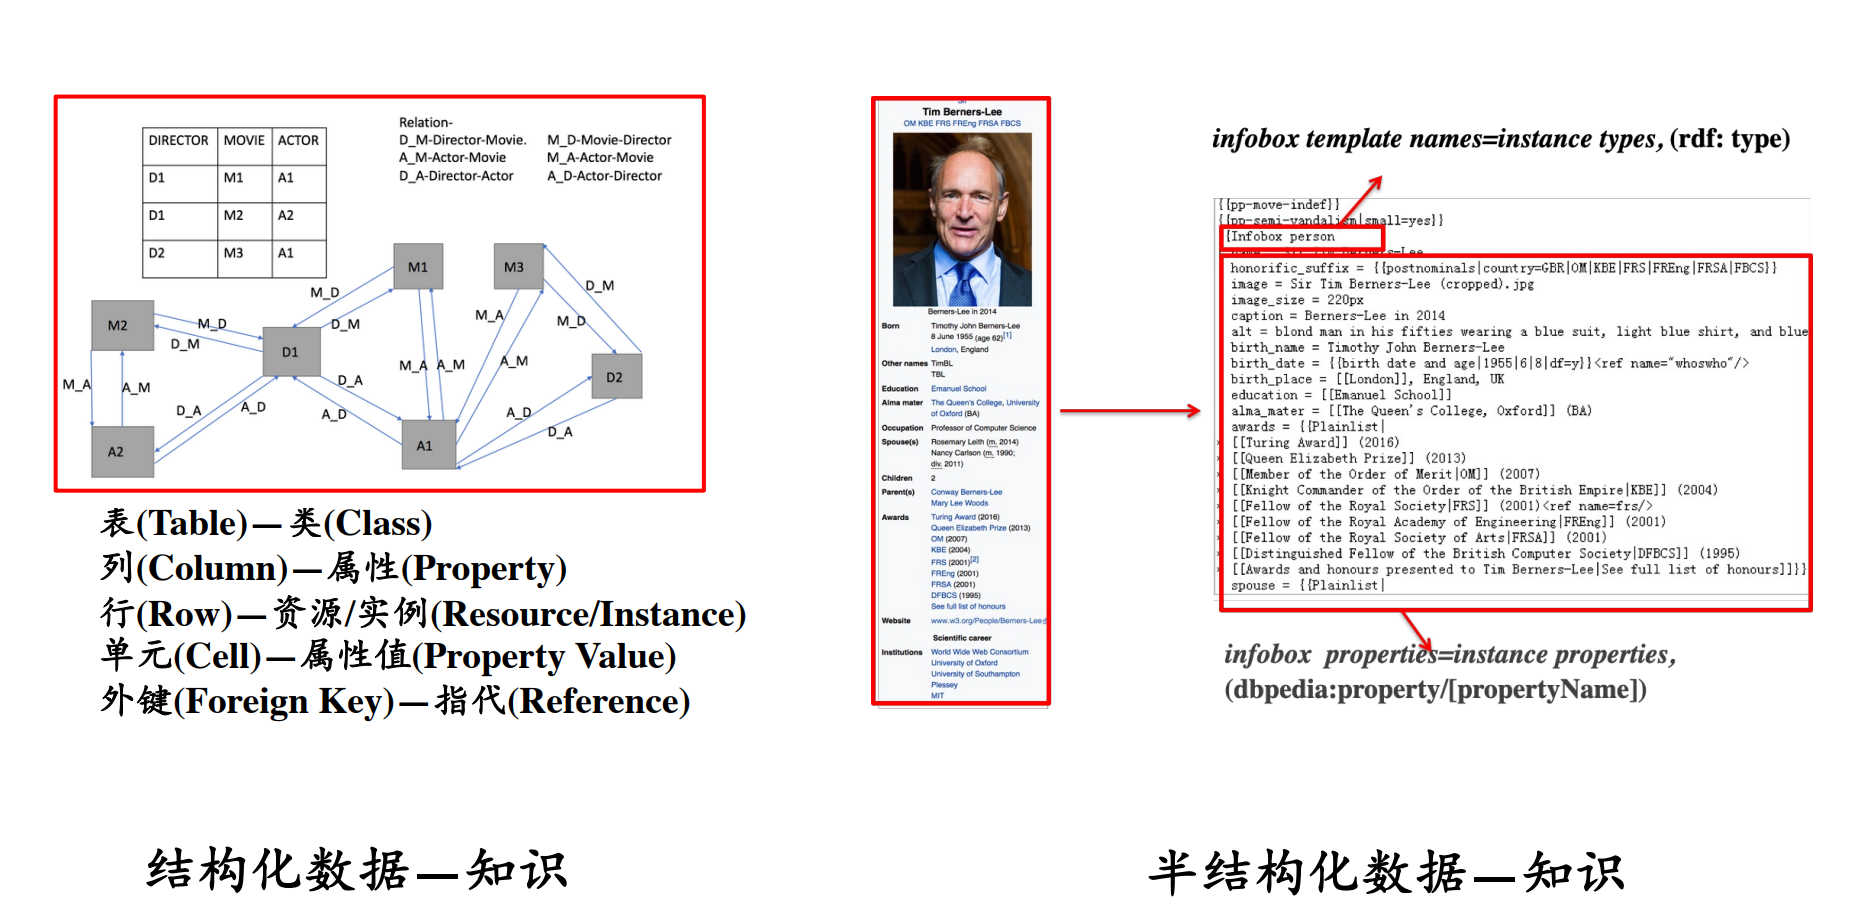 DIRECTOR MOVIE ACTOR
D1 M1 A1
D1 M2 A2
D2 M3 A1
Relation-
D_M-Director-Movie. M_D-Movie-Director
A_M-Actor-Movie M_A-Actor-Movie
D_A-Director-Actor A_D-Actor-Director
M1
M3
M_D
D_M
M2
M_D
D_M
D_M
M_A
M_D
D1
D_M
M_A
A_M
D_A
M_A
A_M
A_M
D2
D_A
A_D
A_D
A_D
D_A
A2
A1
表(Table)—类(Class)
列(Column)—属性(Property)
行(Row)—资源/实例(Resource/Instance)
单元(Cell)—属性值(Property Value)
外键(Foreign Key)—指代(Reference)
结构化数据—知识
Sir
Tim Berners-Lee
OM KBE FRS FREng FRSA FBCS
Berners-Lee in 2014
Born Timothy John Berners-Lee
8 June 1955 (age 62)[1]
London, England
Other names TimBL
TBL
Education Emanuel School
Alma mater The Queen's College, University
of Oxford (BA)
Occupation Professor of Computer Science
Spouse(s) Rosemary Leith (m. 2014)
Nancy Carlson (m. 1990;
div. 2011)
Children 2
Parent(s) Conway Berners-Lee
Mary Lee Woods
Awards Turing Award (2016)
Queen Elizabeth Prize (2013)
OM (2007)
KBE (2004)
FRS (2001)[2]
FREng (2001)
FRSA (2001)
DFBCS (1995)
See full list of honours
Website www.w3.org/People/Berners-Lee
Scientific career
Institutions World Wide Web Consortium
University of Oxford
University of Southampton
Plessey
MIT
infobox template names=instance types, (rdf: type)
{{pp-move-indef}}
{{pp-semi-vandalism|small=yes}}
{Infobox person
name = Sir Tim Berners-Lee
honorific_suffix = {{postnominals|country=GBR|OM|KBE|FRS|FREng|FRSA|FBCS}}
image = Sir Tim Berners-Lee (cropped).jpg
image_size = 220px
caption = Berners-Lee in 2014
alt = blond man in his fifties wearing a blue suit, light blue shirt, and blue
birth_name = Timothy John Berners-Lee
birth_date = {{birth date and age|1955|6|8|df=y}}<ref name="whoswho"/>
birth_place = [[London]], England, UK
education = [[Emanuel School]]
alma_mater = [[The Queen's College, Oxford]] (BA)
awards = {{Plainlist|
[[Turing Award]] (2016)
[[Queen Elizabeth Prize]] (2013)
[[Member of the Order of Merit|OM]] (2007)
[[Knight Commander of the Order of the British Empire|KBE]] (2004)
[[Fellow of the Royal Society|FRS]] (2001)<ref name=frs/>
[[Fellow of the Royal Academy of Engineering|FREng]] (2001)
[[Fellow of the Royal Society of Arts|FRSA]] (2001)
[[Distinguished Fellow of the British Computer Society|DFBCS]] (1995)
[[Awards and honours presented to Tim Berners-Lee|See full list of honours]]}}
spouse = {{Plainlist|
infobox properties=instance properties,
(dbpedia:property/[propertyName])
半结构化数据—知识